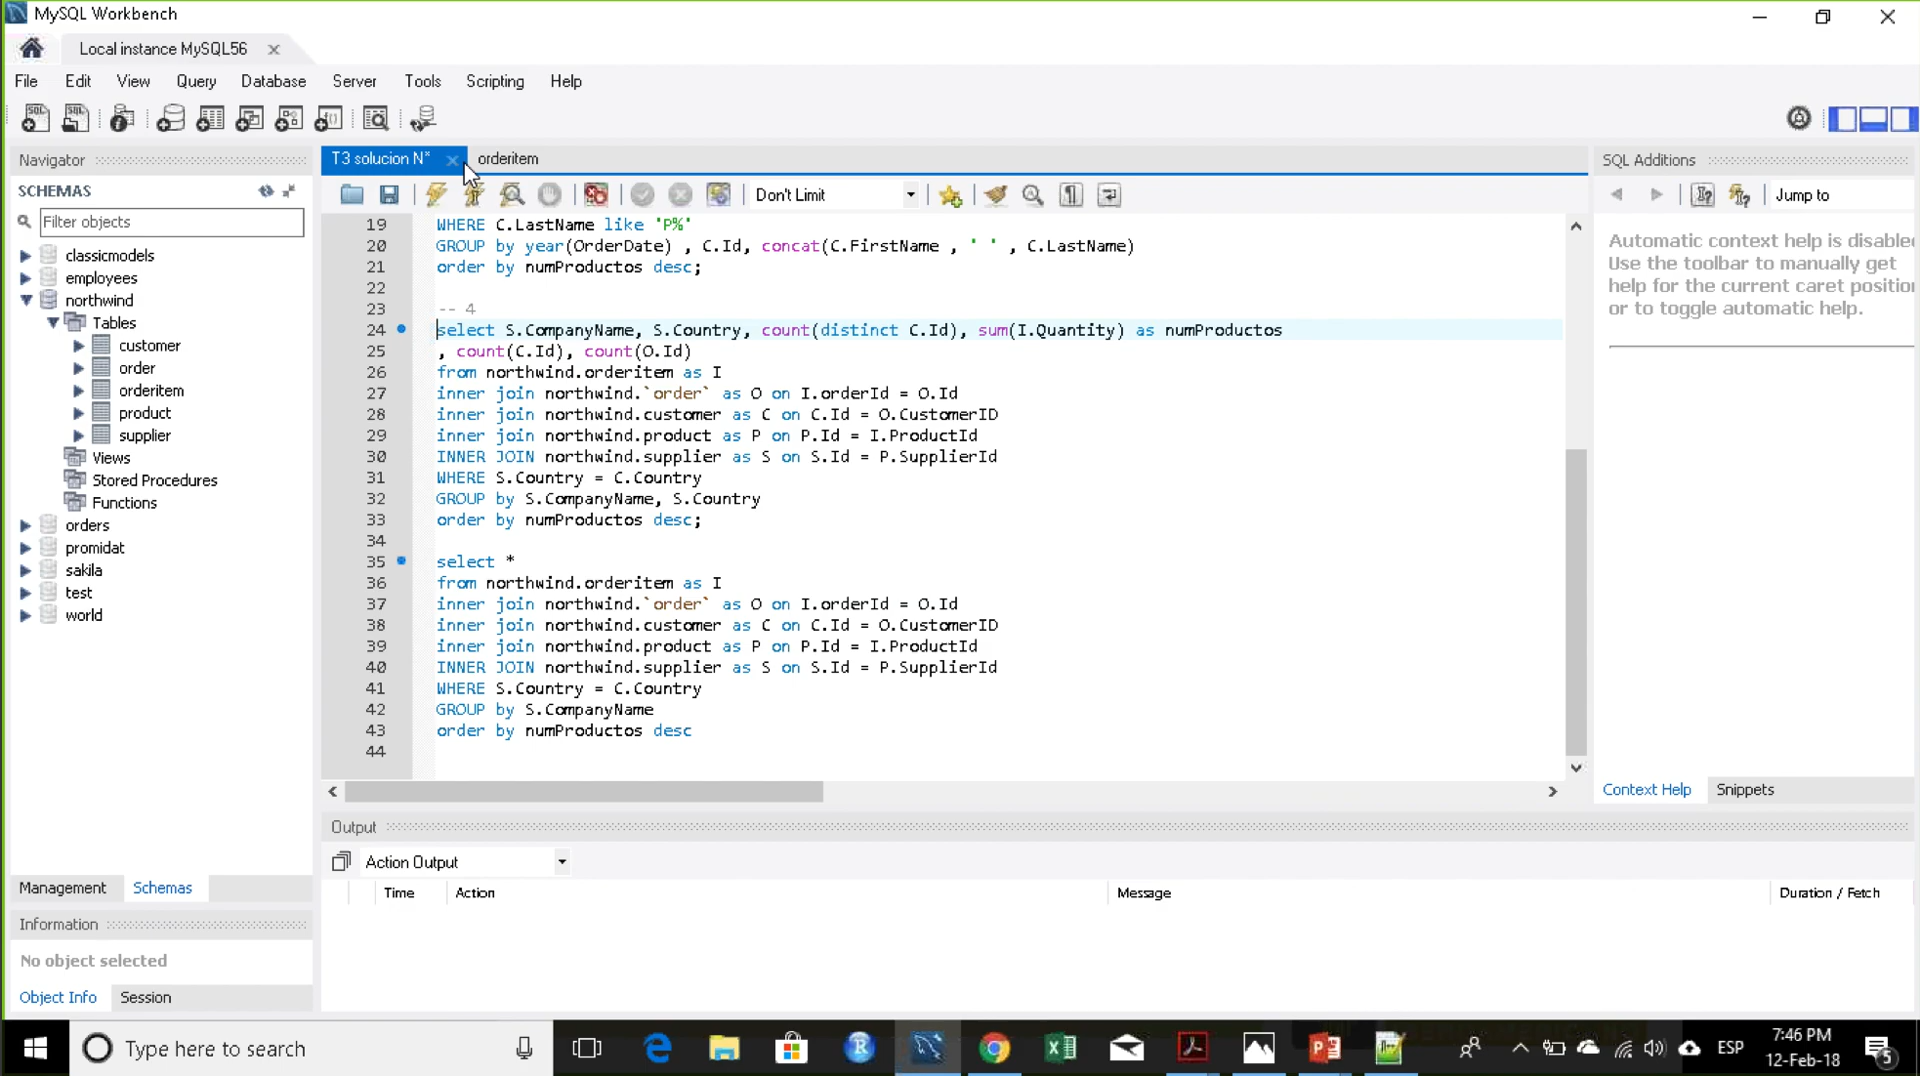 MySQL Workbench
Local instance MySQL56
File Edit View Query Database Server Tools Scripting Help
Navigator
SCHEMAS
Filter objects
classicmodels
employees
northwind
Tables
customer
order
orderitem
product
supplier
Views
Stored Procedures
Functions
orders
promidat
sakila
test
world
Management Schemas
Information
No object selected
Object Info Session
T3 solucion N* orderitem
Don't Limit
19 WHERE C.LastName like 'P%'
20 GROUP by year(OrderDate) , C.Id, concat(C.FirstName , ' ' , C.LastName)
21 order by numProductos desc;
22
23 -- 4
24 select S.CompanyName, S.Country, count(distinct C.Id), sum(I.Quantity) as numProductos
25 , count(C.Id), count(O.Id)
26 from northwind.orderitem as I
27 inner join northwind.`order` as O on I.orderId = O.Id
28 inner join northwind.customer as C on C.Id = O.CustomerID
29 inner join northwind.product as P on P.Id = I.ProductId
30 INNER JOIN northwind.supplier as S on S.Id = P.SupplierId
31 WHERE S.Country = C.Country
32 GROUP by S.CompanyName, S.Country
33 order by numProductos desc;
34
35 select *
36 from northwind.orderitem as I
37 inner join northwind.`order` as O on I.orderId = O.Id
38 inner join northwind.customer as C on C.Id = O.CustomerID
39 inner join northwind.product as P on P.Id = I.ProductId
40 INNER JOIN northwind.supplier as S on S.Id = P.SupplierId
41 WHERE S.Country = C.Country
42 GROUP by S.CompanyName
43 order by numProductos desc
44
Output
Action Output
Time Action Message Duration / Fetch
SQL Additions
Jump to
Automatic context help is disable
Use the toolbar to manually get
help for the current caret positio
or to toggle automatic help.
Context Help Snippets
Type here to search
ESP
7:46 PM
12-Feb-18
5